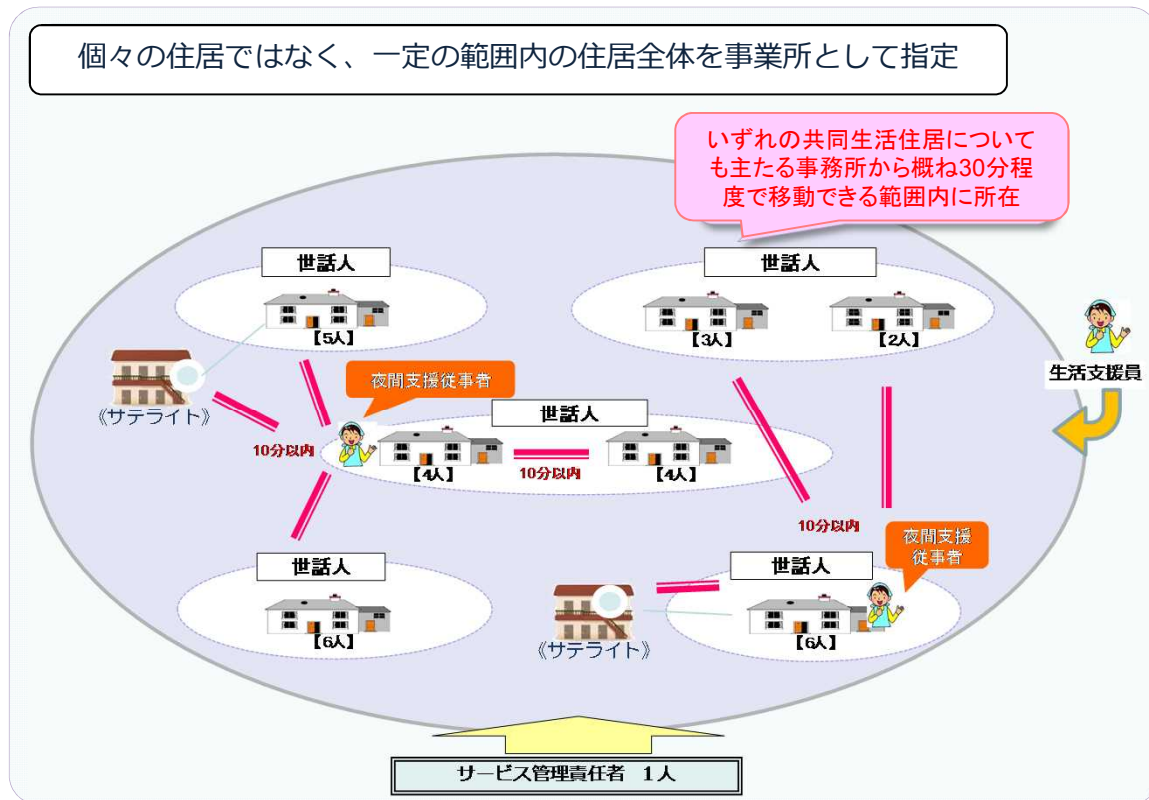 個々の住居ではなく、一定の範囲内の住居全体を事業所として指定
いずれの共同生活住居について
も主たる事務所から概ね30分程
度で移動できる範囲内に所在
世話人
【5人】
世話人
【3人】
【2人】
生活支援員
《サテライト》
夜間支援従事者
世話人
10分以内
【4人】
10分以内
【4人】
10分以内
夜間支援
従事者
世話人
【6人】
世話人
【6人】
《サテライト》
サービス管理責任者 1人